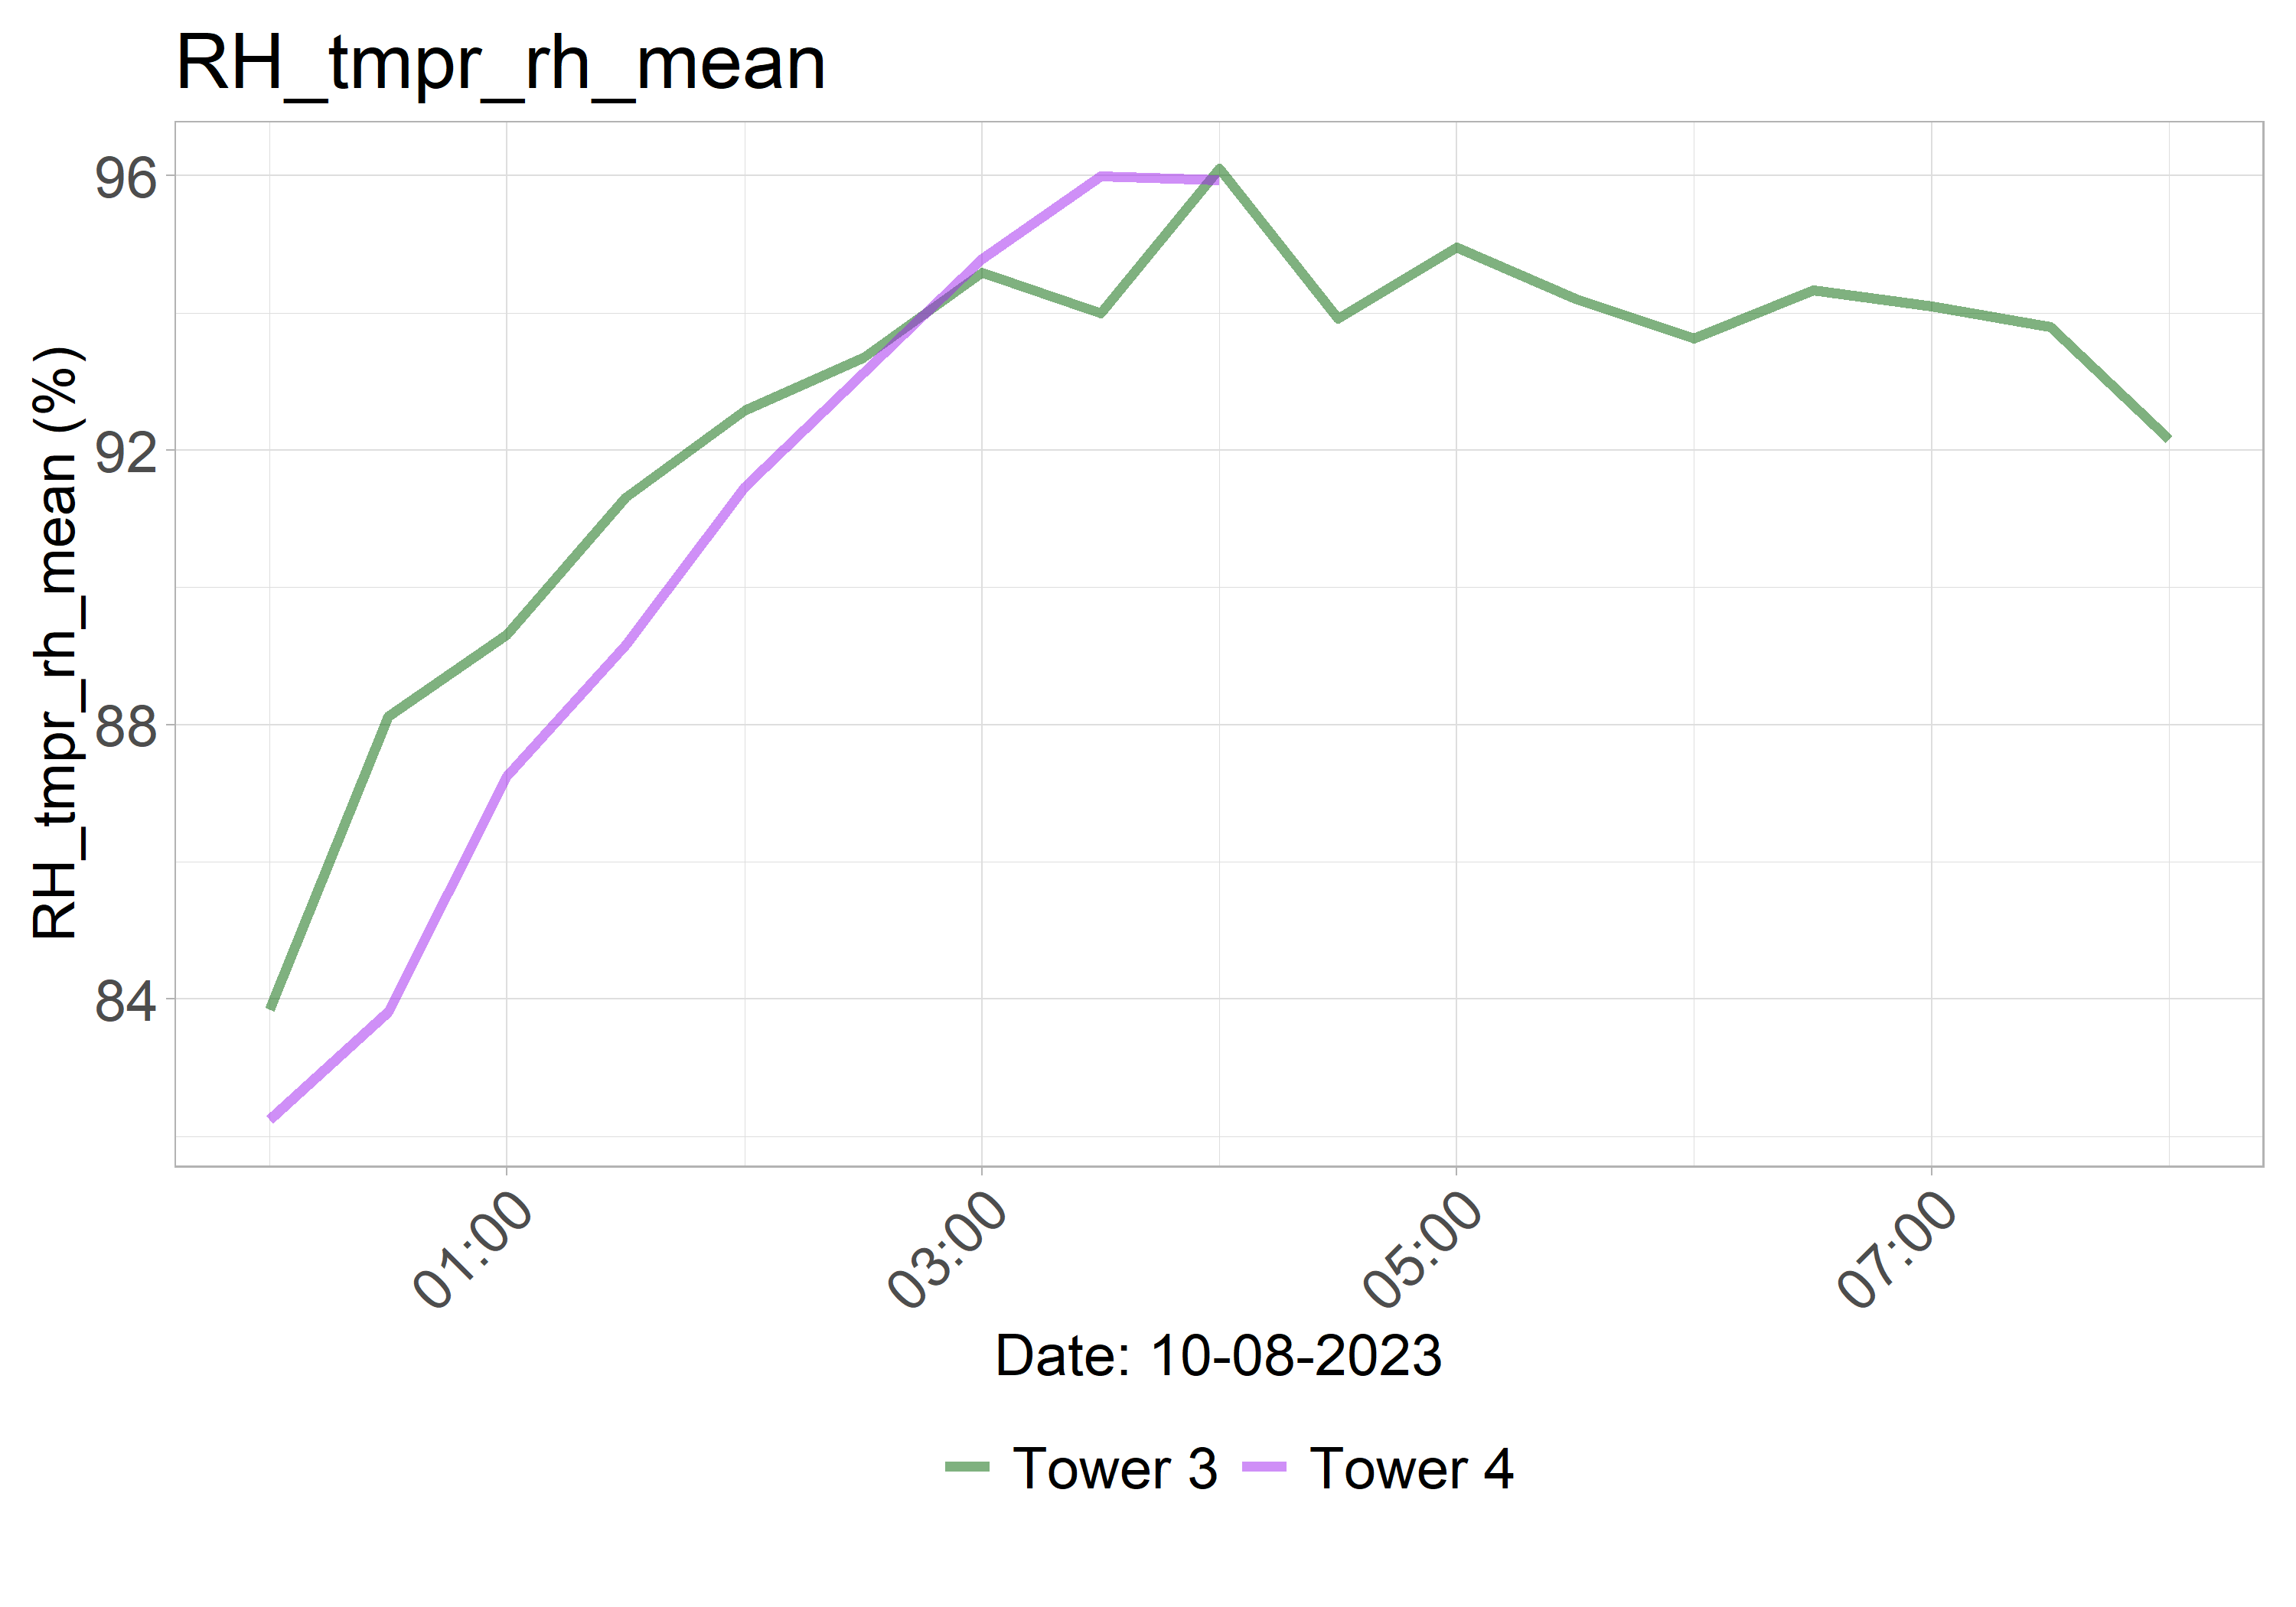 RH_tmpr_rh_mean
RH_tmpr_rh_mean (%)
96
92
88
84
01:00
03:00
05:00
07:00
Date: 10-08-2023
Tower 3
Tower 4